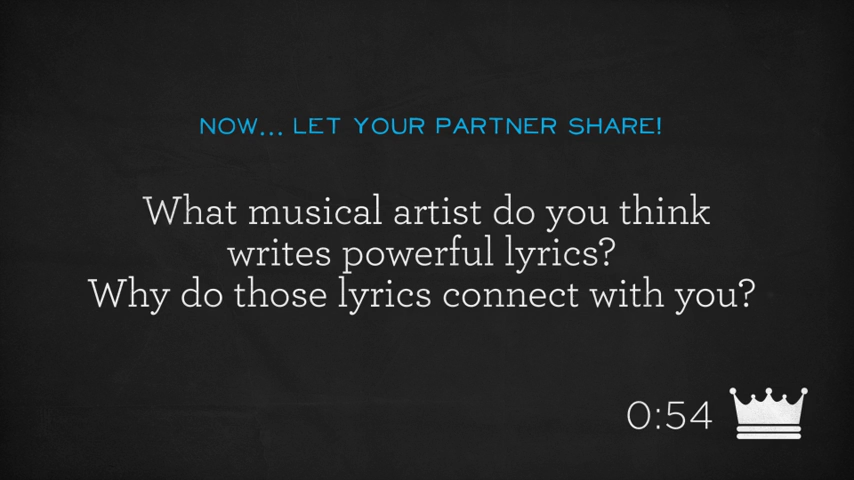 NOW... LET YOUR PARTNER SHARE!
What musical artist do you think
writes powerful lyrics?
Why do those lyrics connect with you?
0:54